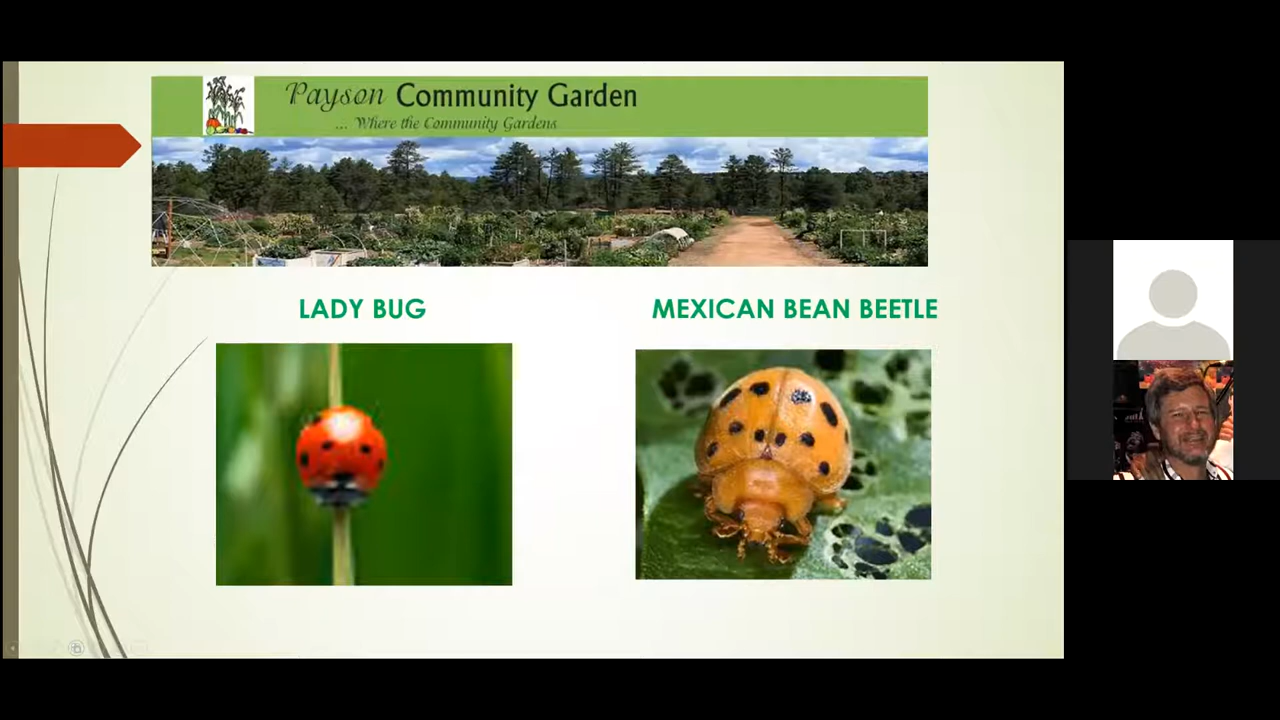 Payson Community Garden
... Where the Community Gardens
LADY BUG
MEXICAN BEAN BEETLE